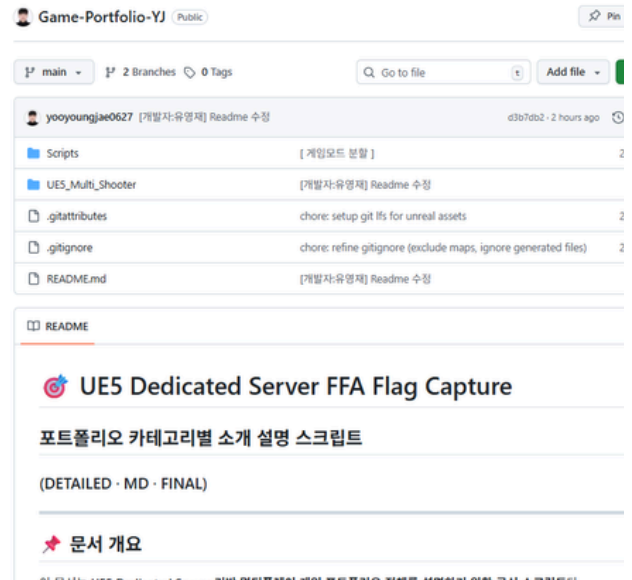 Game-Portfolio-YJ Public
Pin
main 2 Branches 0 Tags Go to file t Add file
yooyoungjae0627 [개발자:유영재] Readme 수정 d3b7db2 · 2 hours ago
Scripts [ 게임모드 분할 ] 2
UE5_Multi_Shooter [개발자:유영재] Readme 수정
.gitattributes chore: setup git lfs for unreal assets 2
.gitignore chore: refine gitignore (exclude maps, ignore generated files) 2
README.md [개발자:유영재] Readme 수정
README
UE5 Dedicated Server FFA Flag Capture
포트폴리오 카테고리별 소개 설명 스크립트
(DETAILED · MD · FINAL)
문서 개요